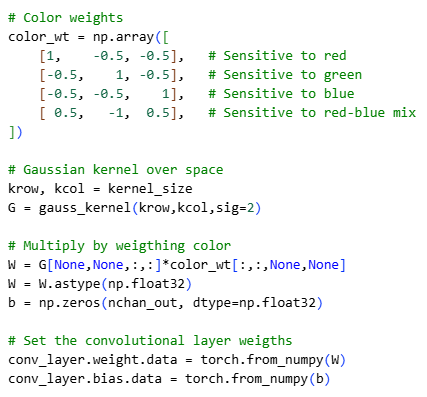 # Color weights
color_wt = np.array([
    [1,    -0.5, -0.5],   # Sensitive to red
    [-0.5,    1, -0.5],   # Sensitive to green
    [-0.5, -0.5,    1],   # Sensitive to blue
    [ 0.5,   -1, 0.5],   # Sensitive to red-blue mix
])
# Gaussian kernel over space
krow, kcol = kernel_size
G = gauss_kernel(krow,kcol,sig=2)
# Multiply by weigthing color
W = G[None,None,:,:]*color_wt[:,:,None,None]
W = W.astype(np.float32)
b = np.zeros(nchan_out, dtype=np.float32)
# Set the convolutional layer weigths
conv_layer.weight.data = torch.from_numpy(W)
conv_layer.bias.data = torch.from_numpy(b)